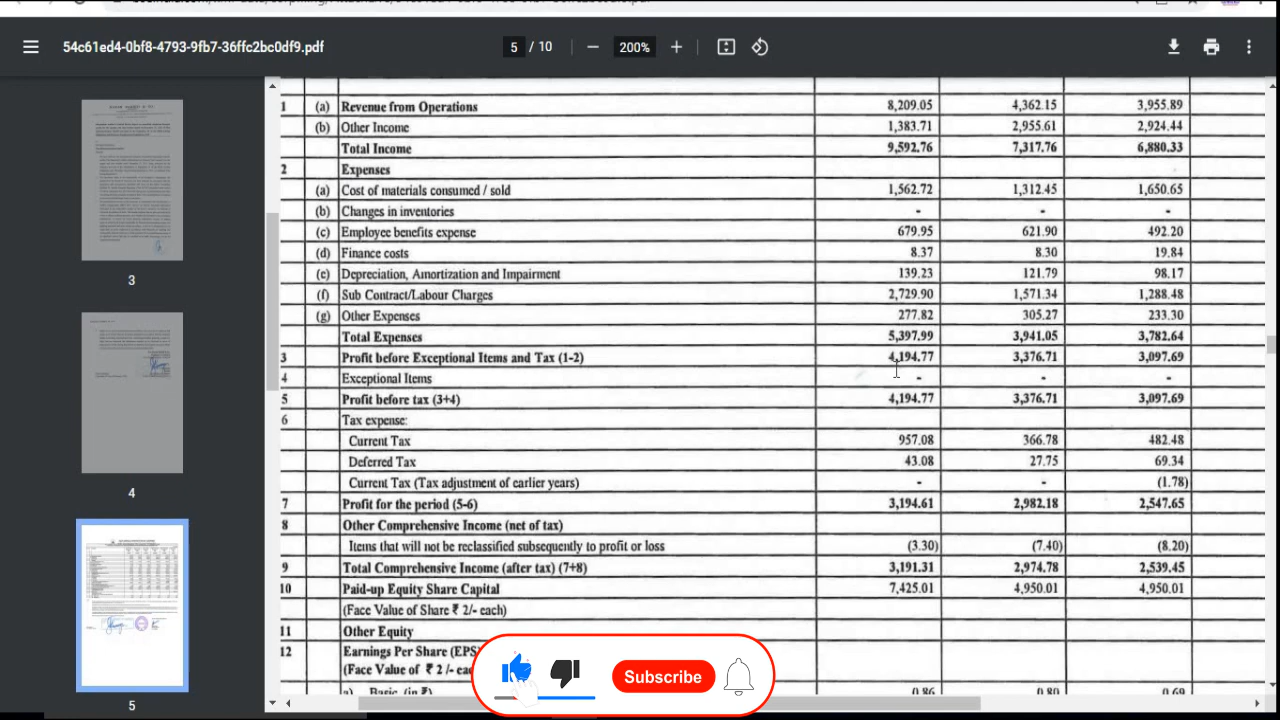 54c61ed4-0bf8-4793-9fb7-36ffc2bc0df9.pdf
5 / 10
200%
1 (a) Revenue from Operations 8,209.05 4,362.15 3,955.89
(b) Other Income 1,383.71 2,955.61 2,924.44
Total Income 9,592.76 7,317.76 6,880.33
2 Expenses
(a) Cost of materials consumed / sold 1,562.72 1,312.45 1,650.65
(b) Changes in inventories - - -
(c) Employee benefits expense 679.95 621.90 492.20
(d) Finance costs 8.37 8.30 19.84
(e) Depreciation, Amortization and Impairment 139.23 121.79 98.17
(f) Sub Contract/Labour Charges 2,729.90 1,571.34 1,288.48
(g) Other Expenses 277.82 305.27 233.30
Total Expenses 5,397.99 3,941.05 3,782.64
3 Profit before Exceptional Items and Tax (1-2) 4,194.77 3,376.71 3,097.69
4 Exceptional Items - - -
5 Profit before tax (3+4) 4,194.77 3,376.71 3,097.69
6 Tax expense:
Current Tax 957.08 366.78 482.48
Deferred Tax 43.08 27.75 69.34
Current Tax (Tax adjustment of earlier years) - - (1.78)
7 Profit for the period (5-6) 3,194.61 2,982.18 2,547.65
8 Other Comprehensive Income (net of tax)
Items that will not be reclassified subsequently to profit or loss (3.30) (7.40) (8.20)
9 Total Comprehensive Income (after tax) (7+8) 3,191.31 2,974.78 2,539.45
10 Paid-up Equity Share Capital 7,425.01 4,950.01 4,950.01
(Face Value of Share ₹ 2/- each)
11 Other Equity
12 Earnings Per Share (EPS
(Face Value of ₹ 2 /- eac
a) Basic (in ₹) 0.86 0.80 0.69
3
4
5
Subscribe